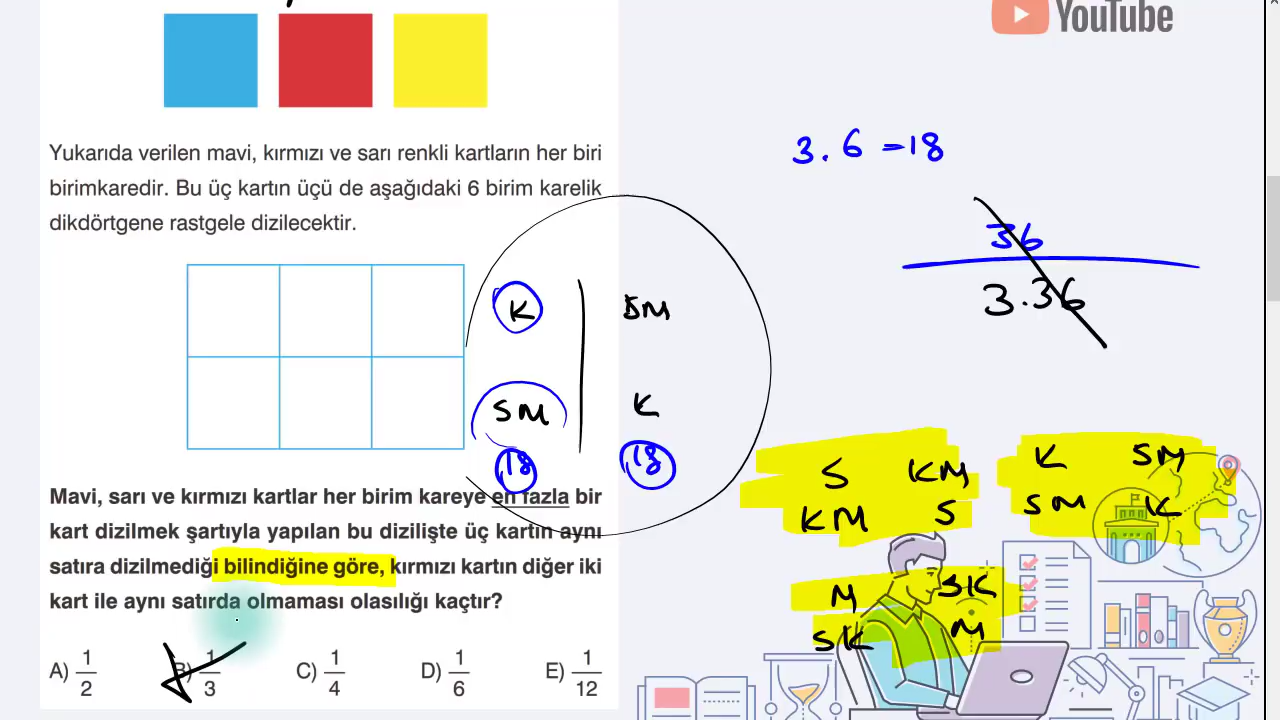 YouTube
3.6=18
Yukarıda verilen mavi, kırmızı ve sarı renkli kartların her biri
birimkaredir. Bu üç kartın üçü de aşağıdaki 6 birim karelik
dikdörtgene rastgele dizilecektir.
36
3.36
K SM
SM K
18 18
S KM
KM S
K SM
SM K
M SK
SK M
Mavi, sarı ve kırmızı kartlar her birim kareye en fazla bir
kart dizilmek şartıyla yapılan bu dizilişte üç kartın aynı
satıra dizilmediği bilindiğine göre, kırmızı kartın diğer iki
kart ile aynı satırda olmaması olasılığı kaçtır?
A) 1/2 B) 1/3 C) 1/4 D) 1/6 E) 1/12